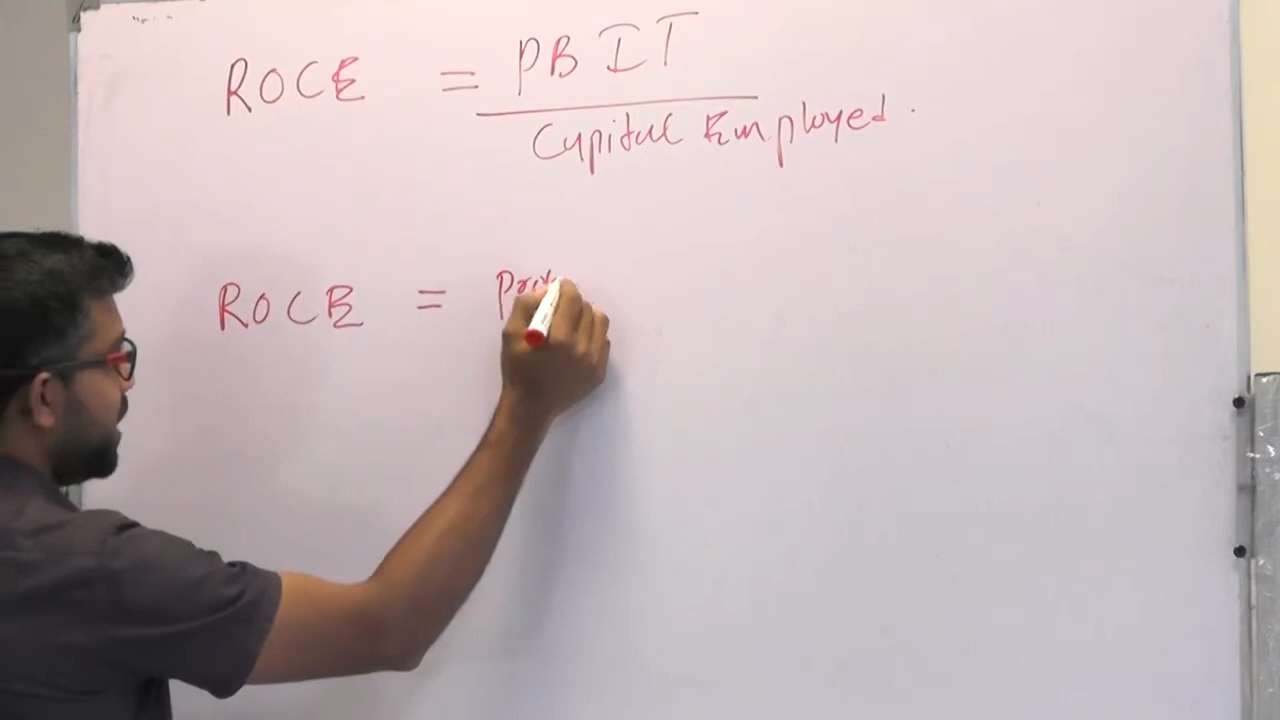 ROCE = PBIT
Capital Employed.
ROCE =